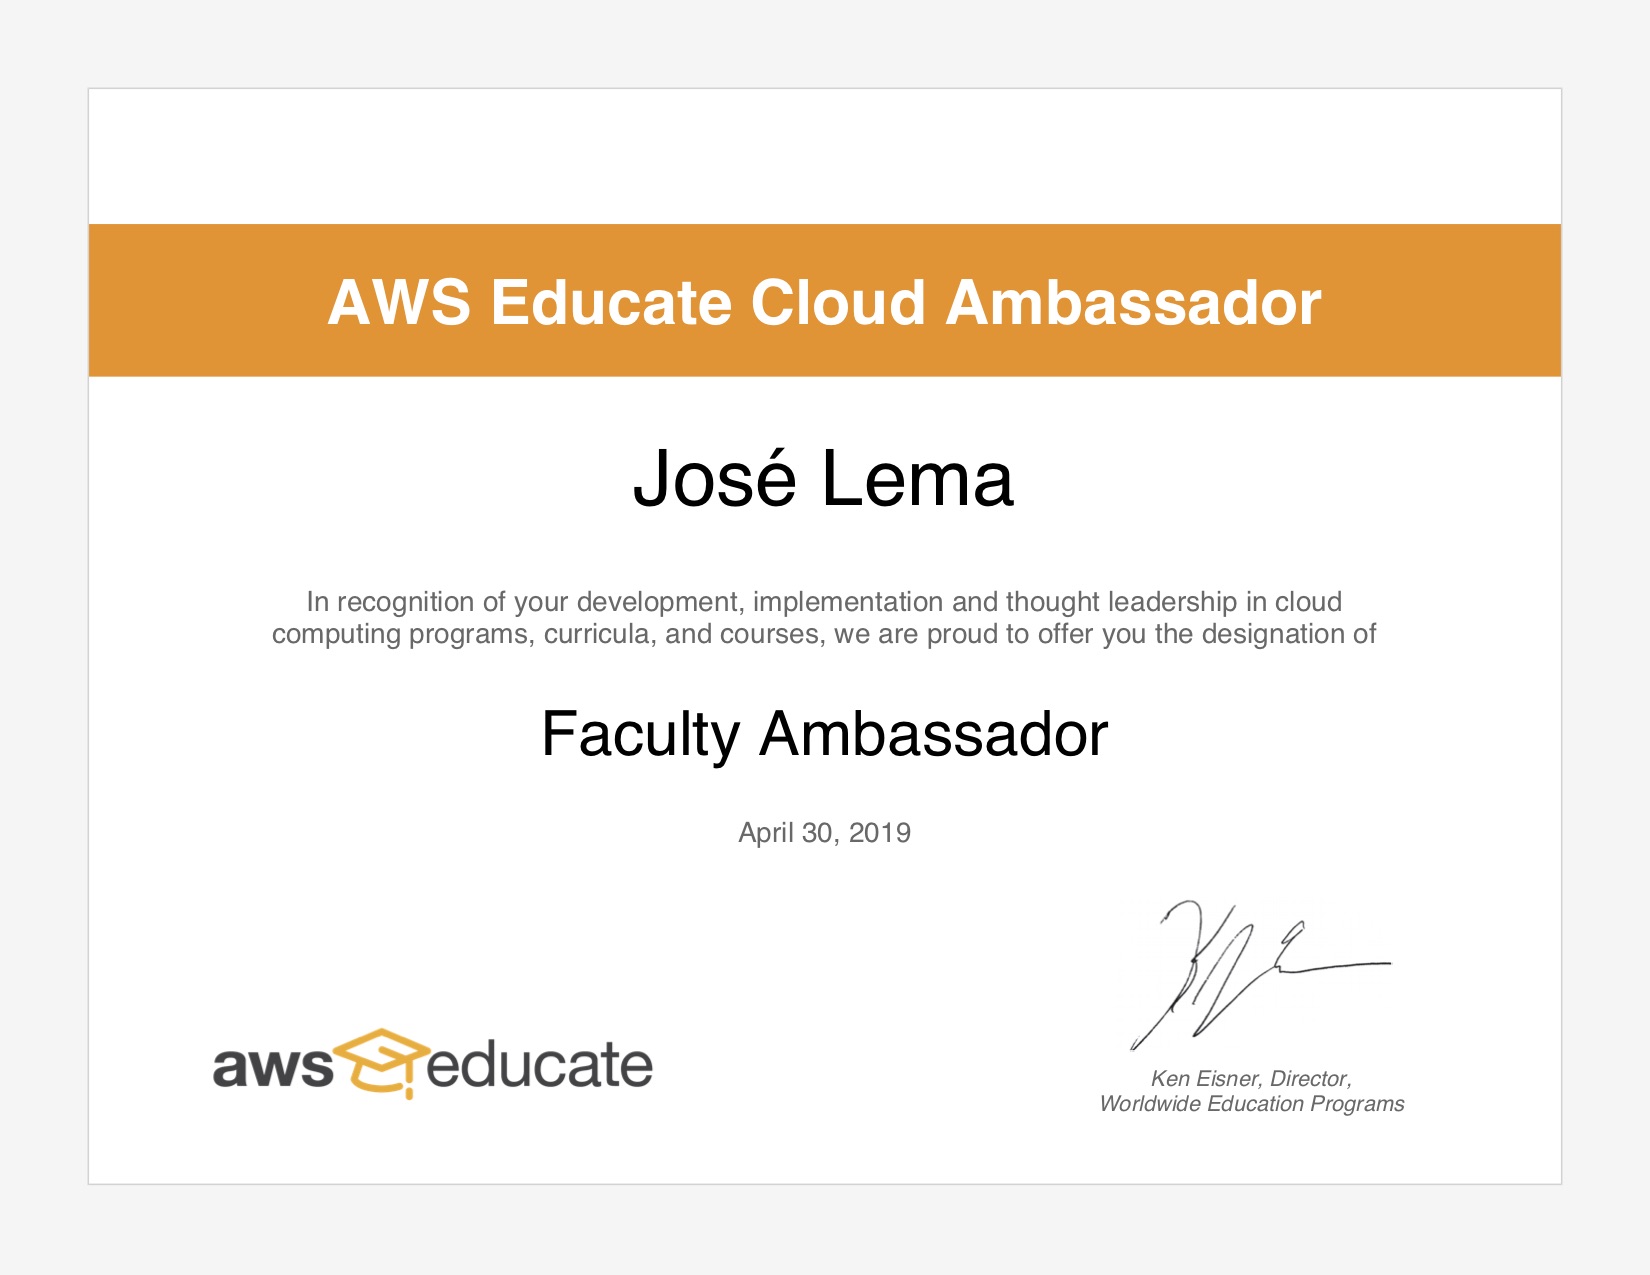 AWS Educate Cloud Ambassador
José Lema
In recognition of your development, implementation and thought leadership in cloud
computing programs, curricula, and courses, we are proud to offer you the designation of
Faculty Ambassador
April 30, 2019
aws educate
Ken Eisner, Director,
Worldwide Education Programs